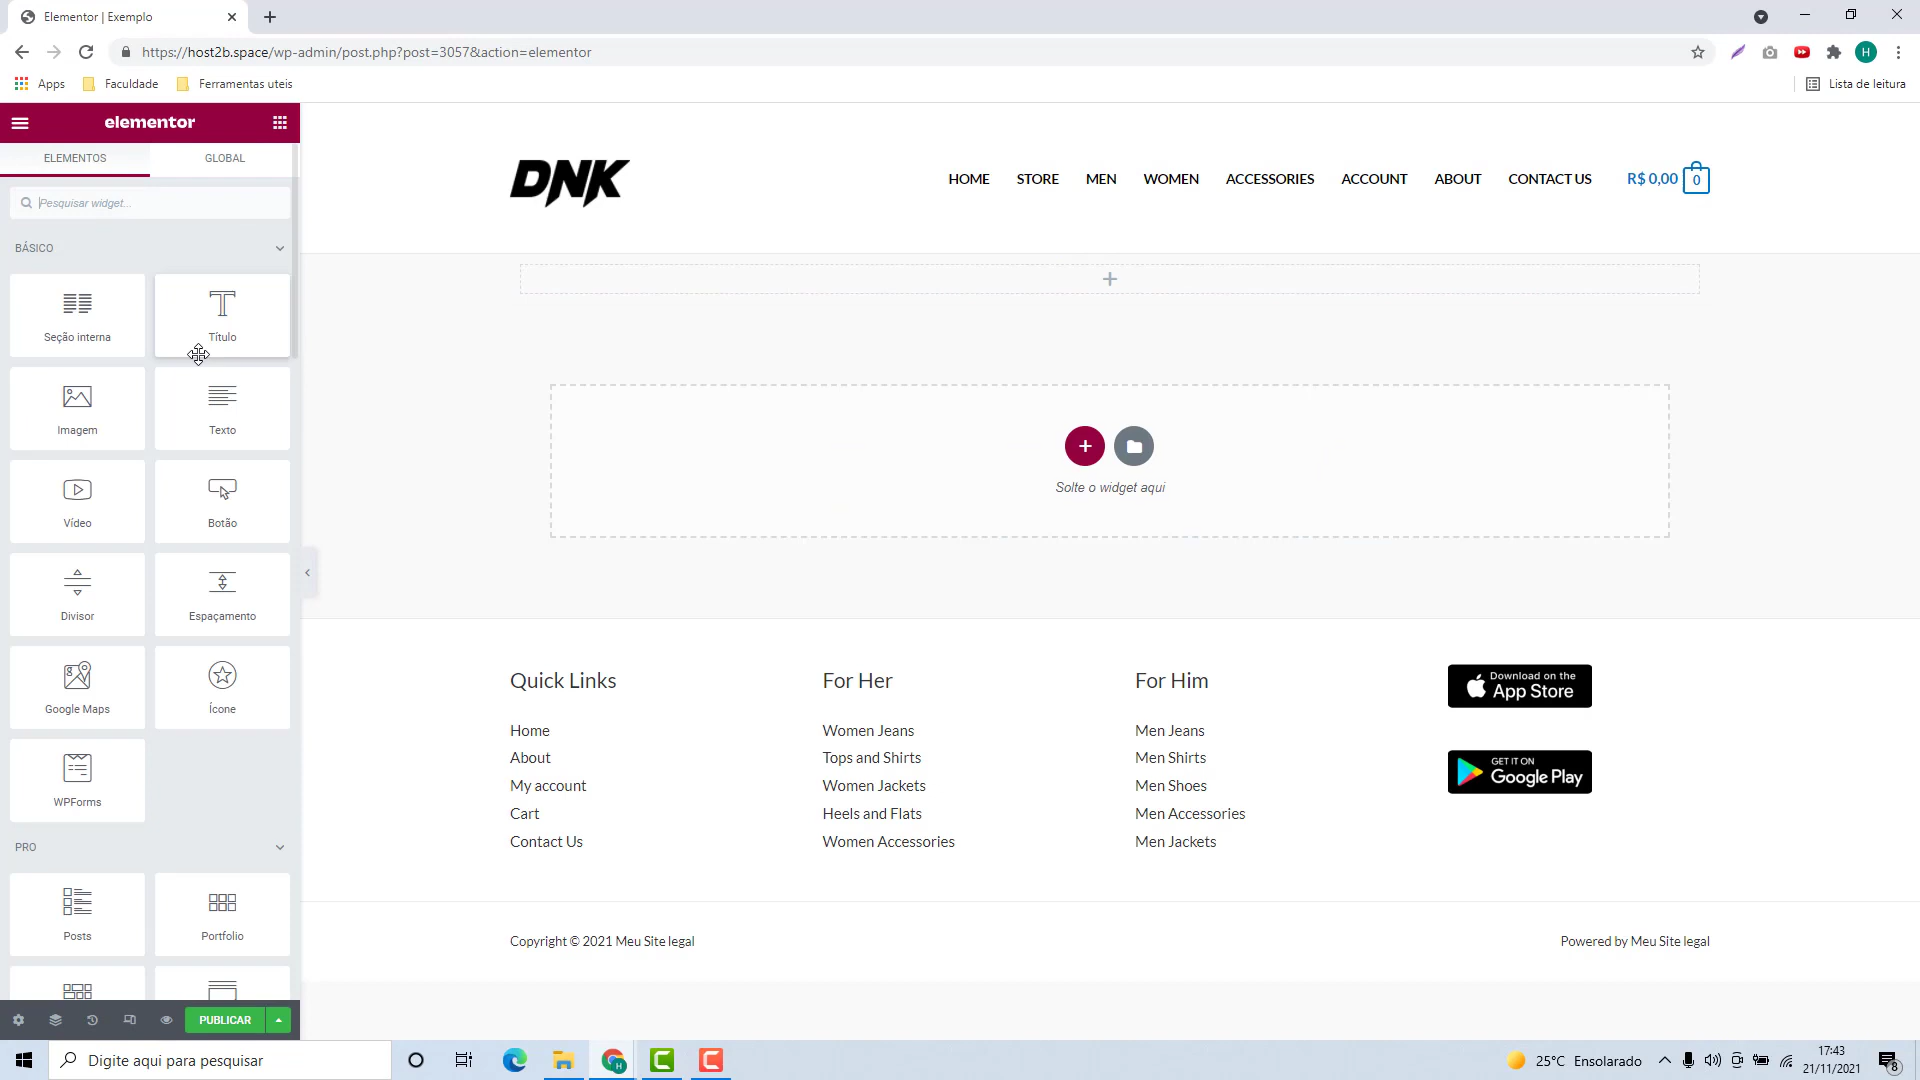 Elementor | Exemplo
https://host2b.space/wp-admin/post.php?post=3057&action=elementor
H
Apps
Faculdade
Ferramentas uteis
Lista de leitura
elementor
ELEMENTOS
GLOBAL
Pesquisar widget...
BÁSICO
Seção interna
Título
Imagem
Texto
Vídeo
Botão
Divisor
Espaçamento
Google Maps
Ícone
WPForms
PRO
Posts
Portfolio
PUBLICAR
DNK
HOME
STORE
MEN
WOMEN
ACCESSORIES
ACCOUNT
ABOUT
CONTACT US
R$ 0,00
0
Solte o widget aqui
Quick Links
Home
About
My account
Cart
Contact Us
For Her
Women Jeans
Tops and Shirts
Women Jackets
Heels and Flats
Women Accessories
For Him
Men Jeans
Men Shirts
Men Shoes
Men Accessories
Men Jackets
Download on the
App Store
GET IT ON
Google Play
Copyright © 2021 Meu Site legal
Powered by Meu Site legal
Digite aqui para pesquisar
25°C Ensolarado
17:43
21/11/2021
8